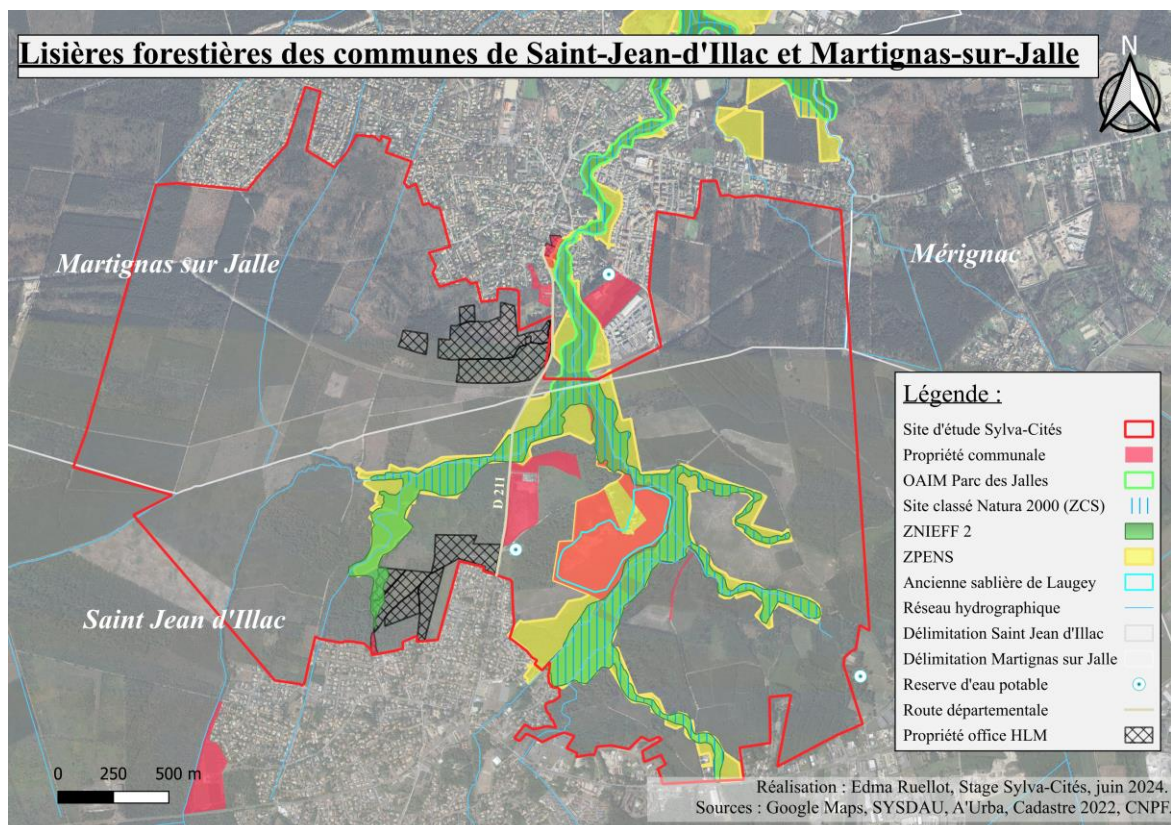 Lisières forestières des communes de Saint-Jean-d'Illac et Martignas-sur-Jalle
N
Martignas sur Jalle
Mérignac
D 211
Saint Jean d'Illac
Légende :
Site d'étude Sylva-Cités
Propriété communale
OAIM Parc des Jalles
Site classé Natura 2000 (ZCS)
ZNIEFF 2
ZPENS
Ancienne sablière de Laugey
Réseau hydrographique
Délimitation Saint Jean d'Illac
Délimitation Martignas sur Jalle
Reserve d'eau potable
Route départementale
Propriété office HLM
0 250 500 m
Réalisation : Edma Ruellot, Stage Sylva-Cités, juin 2024.
Sources : Google Maps, SYSDAU, A'Urba, Cadastre 2022, CNPF.